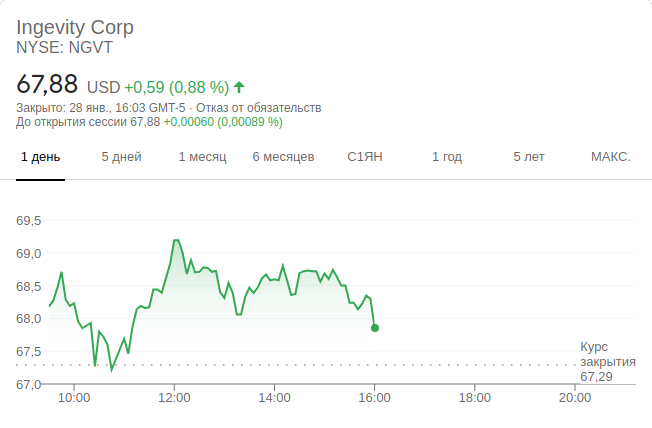 Ingevity Corp
NYSE: NGVT
67,88 USD +0,59 (0,88 %)
Закрыто: 28 янв., 16:03 GMT-5 · Отказ от обязательств
До открытия сессии 67,88 +0,00060 (0,00089 %)
1 день 5 дней 1 месяц 6 месяцев С1ЯН 1 год 5 лет МАКС.
69,5
69,0
68,5
68,0
67,5
67,0
Курс
закрытия
67,29
10:00 12:00 14:00 16:00 18:00 20:00